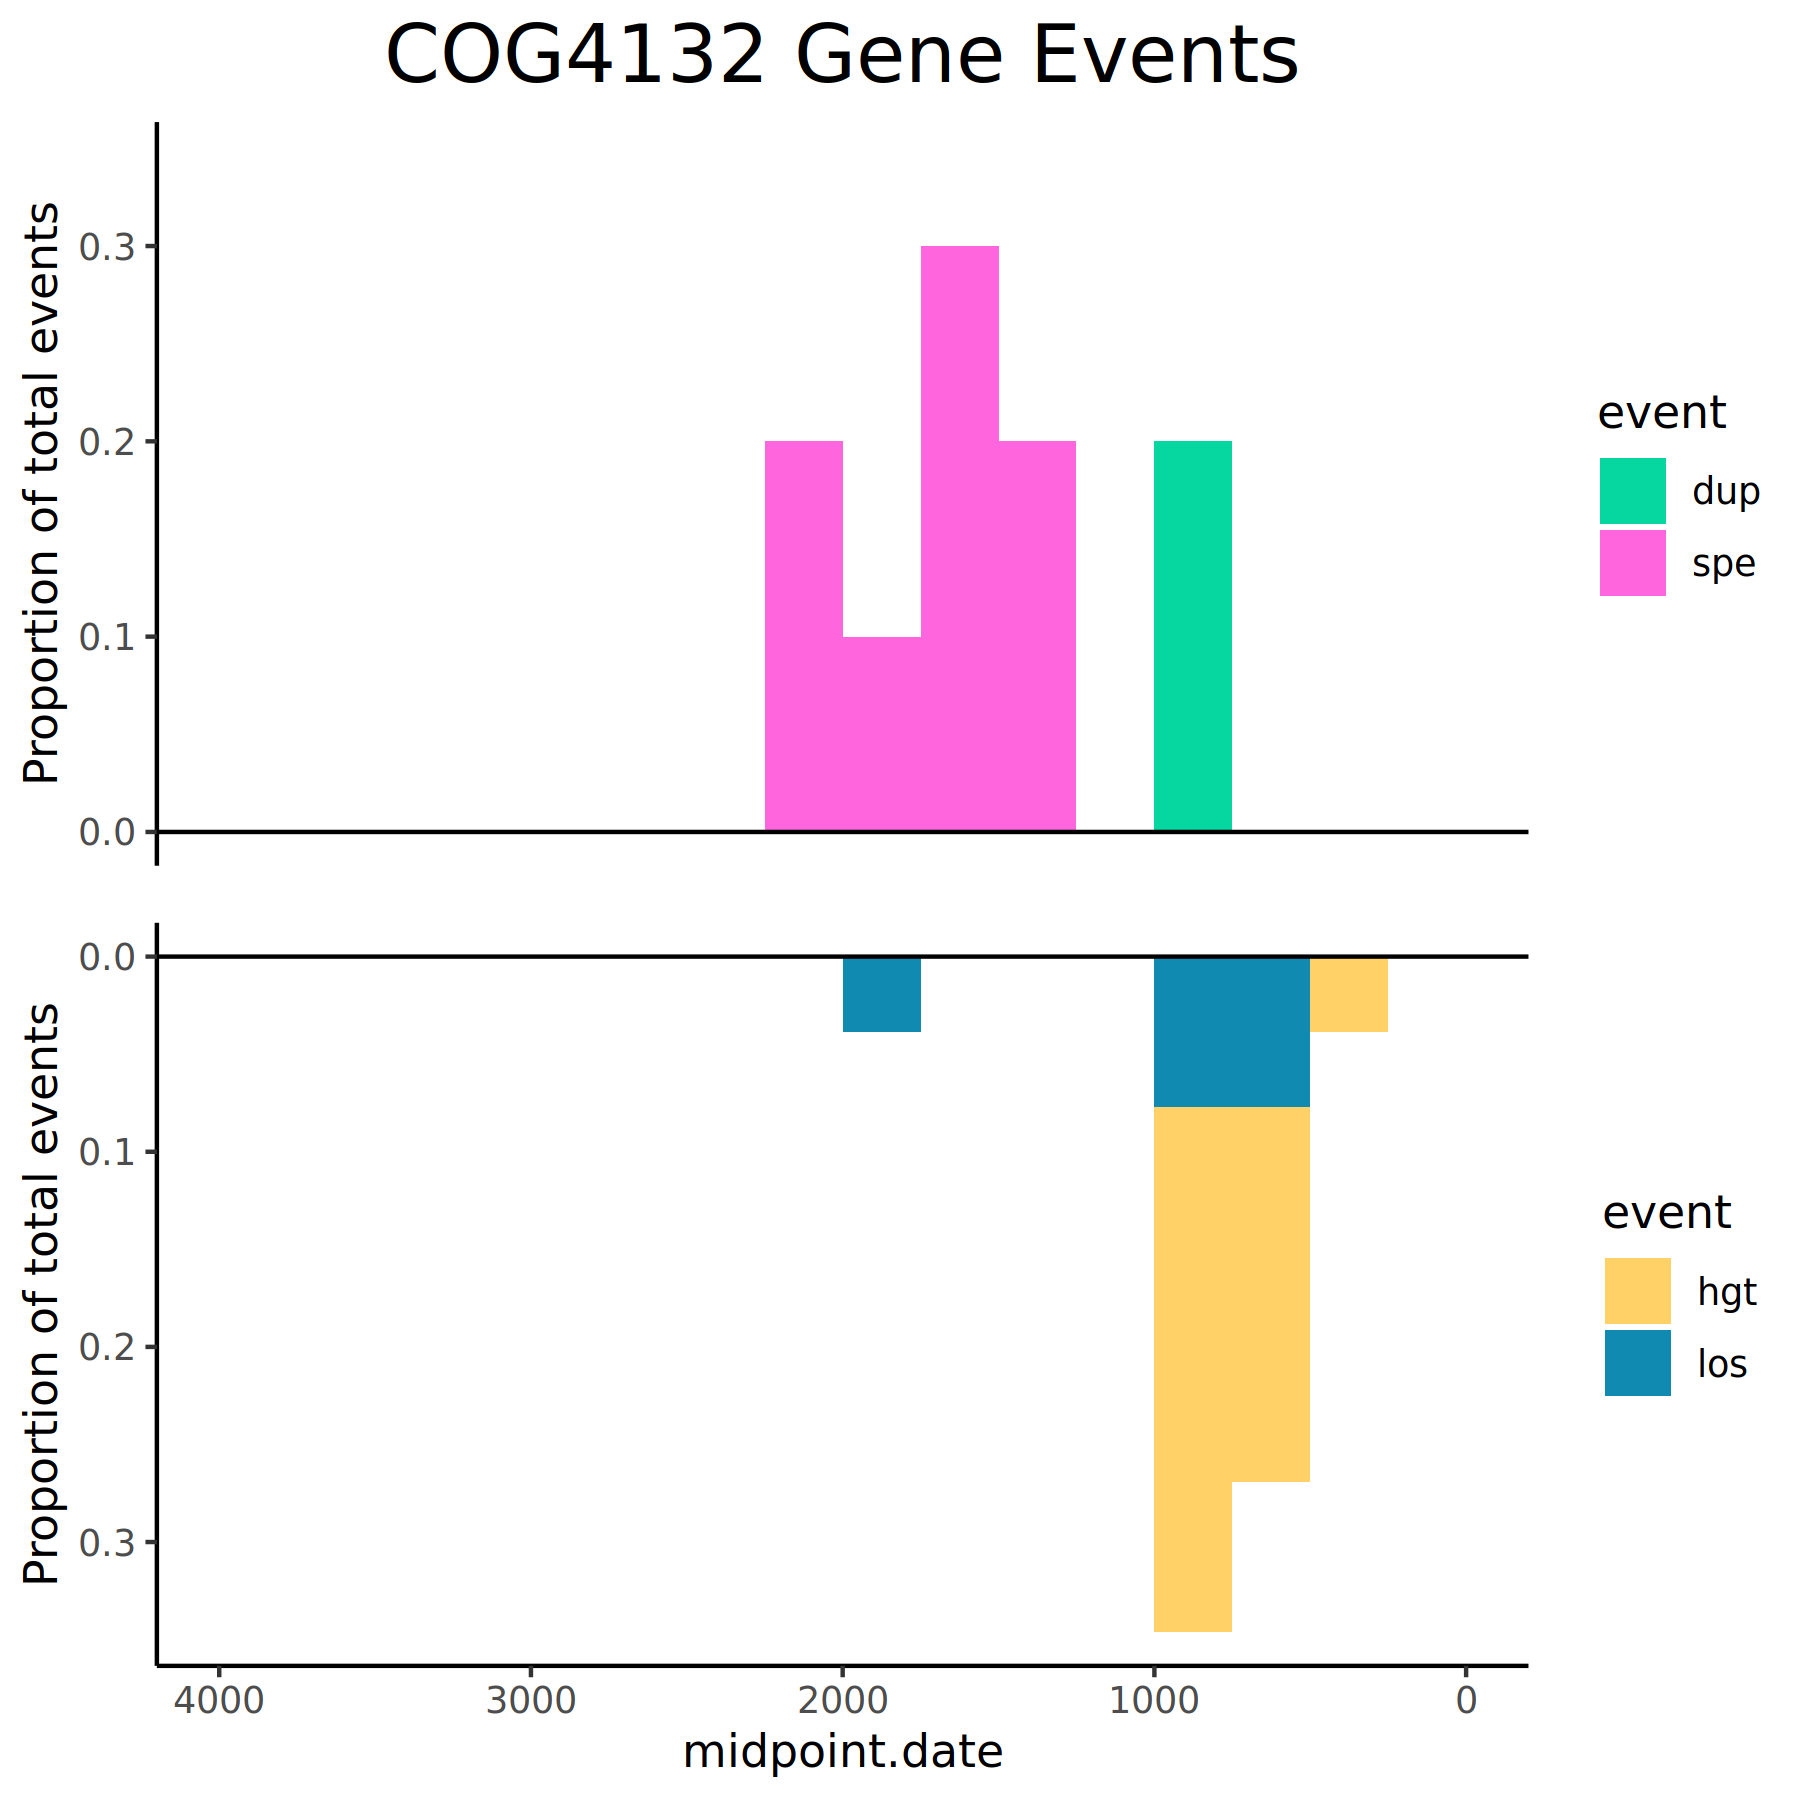 COG4132 Gene Events
Proportion of total events
0.3
0.2
0.1
0.0
event
dup
spe
Proportion of total events
0.0
0.1
0.2
0.3
event
hgt
los
4000 3000 2000 1000 0
midpoint.date